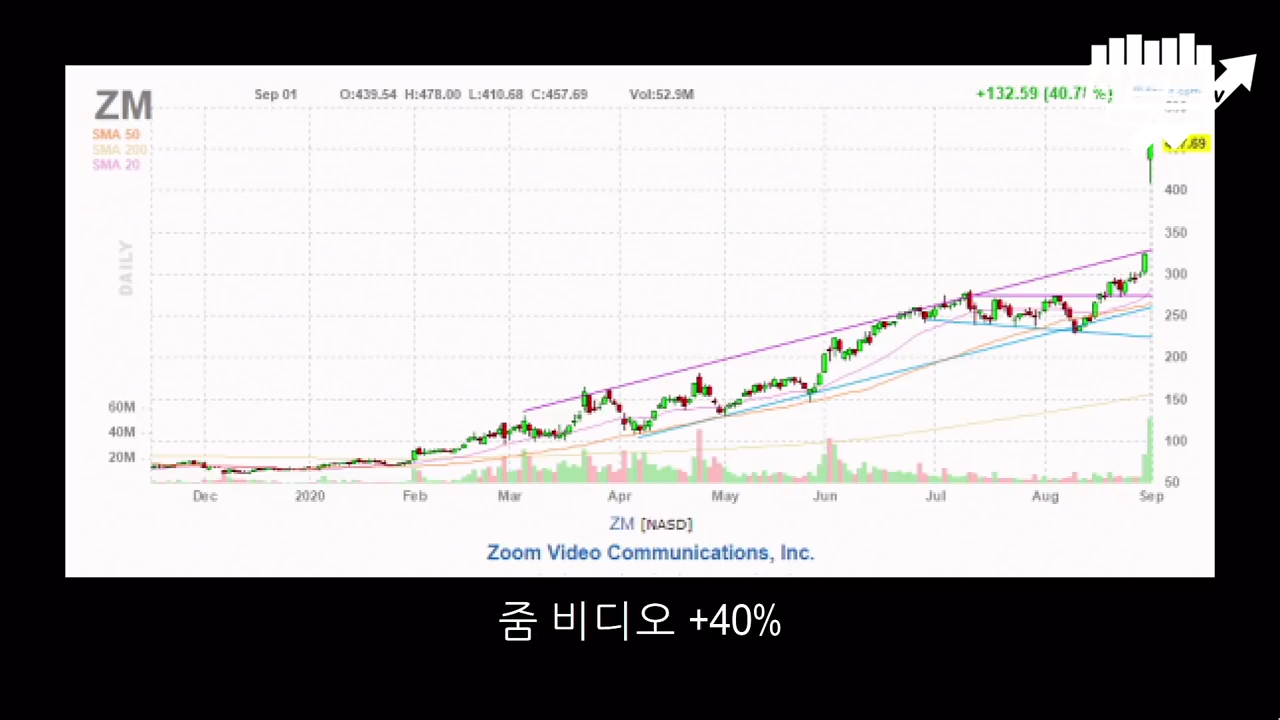 ZM
Sep 01 O:439.54 H:478.00 L:410.68 C:457.69 Vol:52.9M +132.59
SMA 50
SMA 200
SMA 20
DAILY
400
350
300
250
200
150
100
50
60M
40M
20M
Dec 2020 Feb Mar Apr May Jun Jul Aug Sep
ZM [NASD]
Zoom Video Communications, Inc.
줌 비디오 +40%